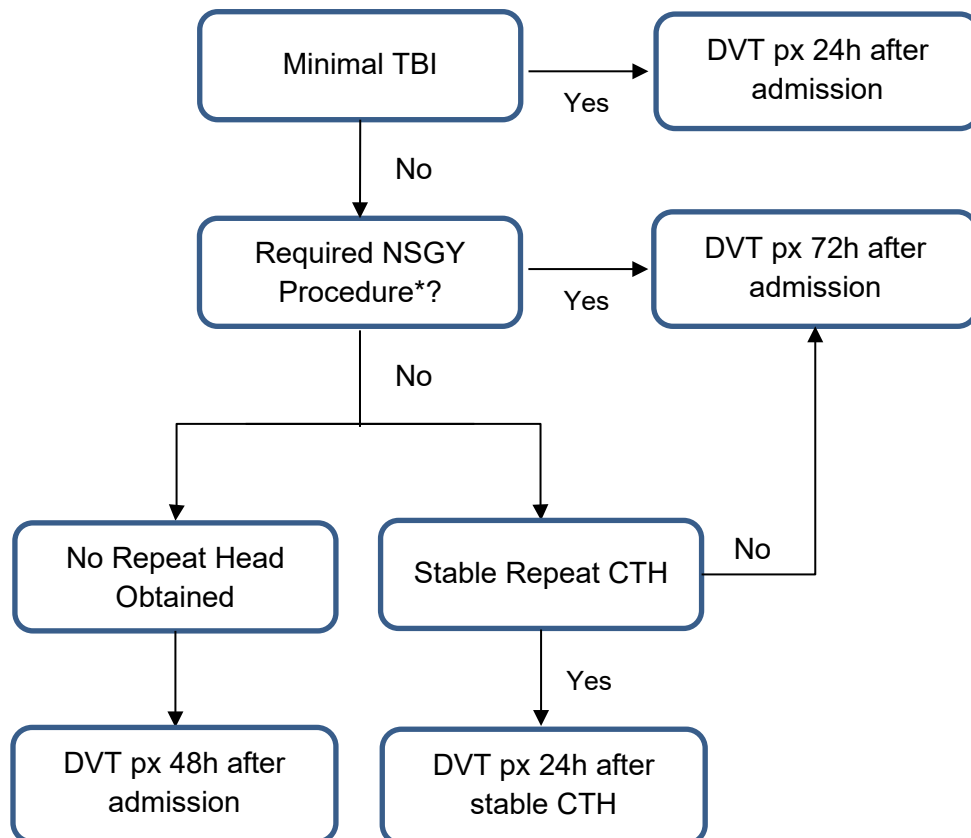 Minimal TBI
Yes
DVT px 24h after
admission
No
Required NSGY
Procedure*?
Yes
DVT px 72h after
admission
No
No Repeat Head
Obtained
Stable Repeat CTH
No
Yes
DVT px 48h after
admission
DVT px 24h after
stable CTH